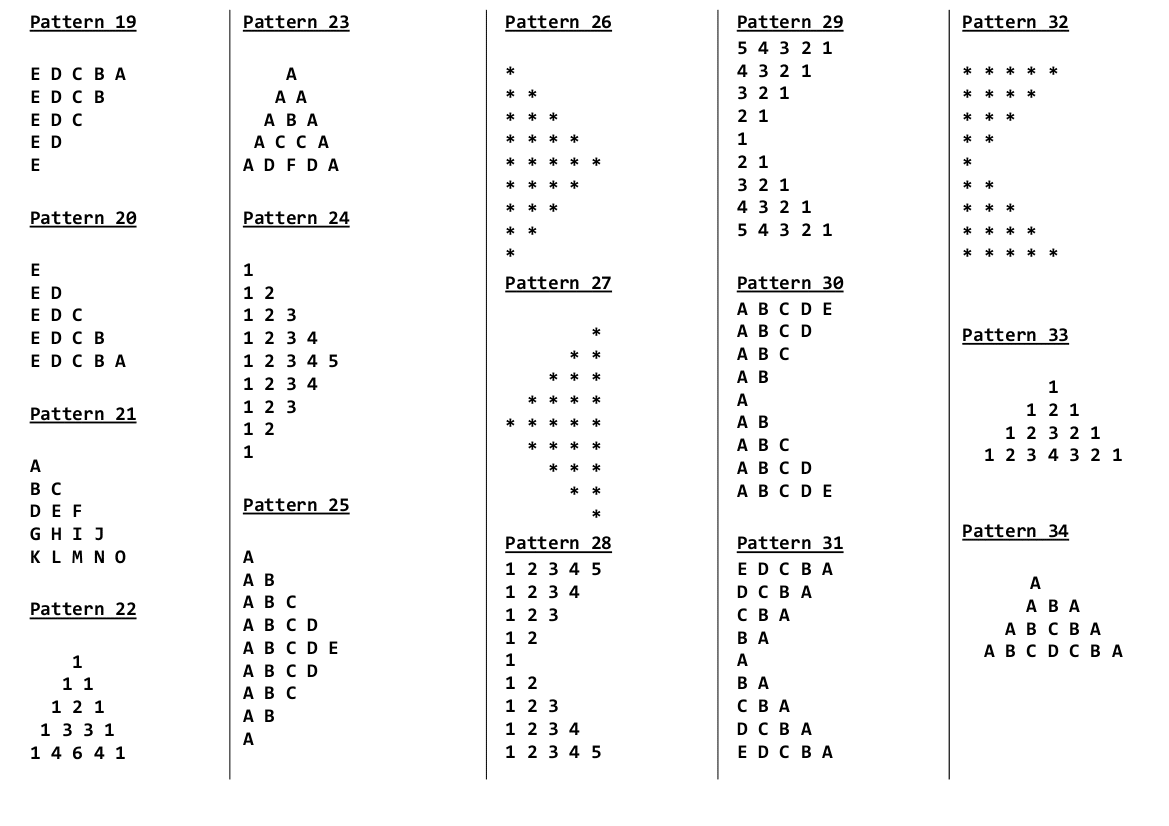 Pattern 19
E D C B A
E D C B
E D C
E D
E
Pattern 20
E
E D
E D C
E D C B
E D C B A
Pattern 21
A
B C
D E F
G H I J
K L M N O
Pattern 22
1
1 1
1 2 1
1 3 3 1
1 4 6 4 1
Pattern 23
A
A A
A B A
A C C A
A D F D A
Pattern 24
1
1 2
1 2 3
1 2 3 4
1 2 3 4 5
1 2 3 4
1 2 3
1 2
1
Pattern 25
A
A B
A B C
A B C D
A B C D E
A B C D
A B C
A B
A
Pattern 26
*
* *
* * *
* * * *
* * * * *
* * * *
* * *
* *
*
Pattern 27
*
* *
* * *
* * * *
* * * * *
* * * *
* * *
* *
*
Pattern 28
1 2 3 4 5
1 2 3 4
1 2 3
1 2
1
1 2
1 2 3
1 2 3 4
1 2 3 4 5
Pattern 29
5 4 3 2 1
4 3 2 1
3 2 1
2 1
1
2 1
3 2 1
4 3 2 1
5 4 3 2 1
Pattern 30
A B C D E
A B C D
A B C
A B
A
A B
A B C
A B C D
A B C D E
Pattern 31
E D C B A
D C B A
C B A
B A
A
B A
C B A
D C B A
E D C B A
Pattern 32
* * * * *
* * * *
* * *
* *
*
* *
* * *
* * * *
* * * * *
Pattern 33
1
1 2 1
1 2 3 2 1
1 2 3 4 3 2 1
Pattern 34
A
A B A
A B C B A
A B C D C B A